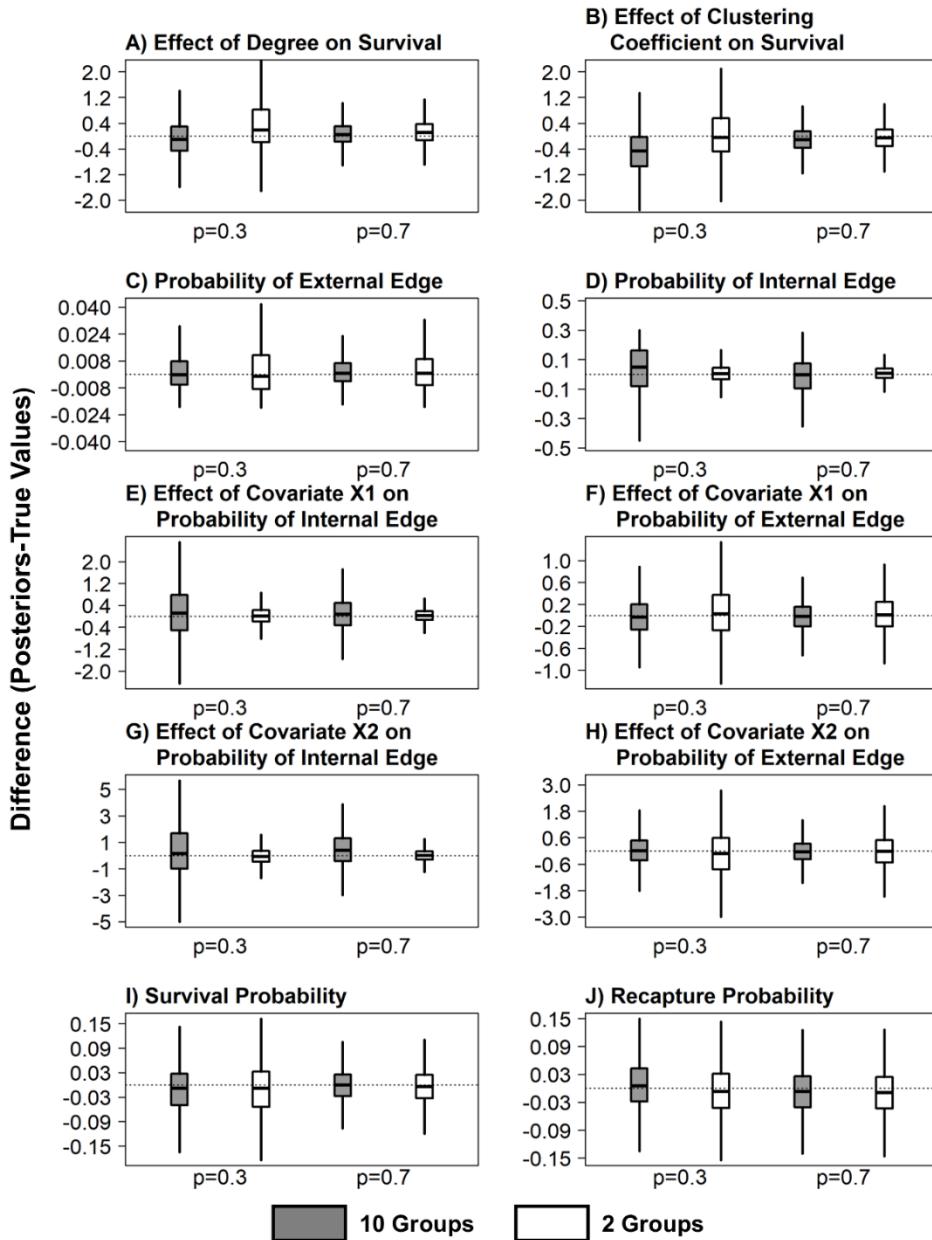 A) Effect of Degree on Survival
2.0
1.2
0.4
-0.4
-1.2
-2.0
p=0.3 p=0.7
B) Effect of Clustering
Coefficient on Survival
2.0
1.2
0.4
-0.4
-1.2
-2.0
p=0.3 p=0.7
C) Probability of External Edge
0.040
0.024
0.008
-0.008
-0.024
-0.040
p=0.3 p=0.7
D) Probability of Internal Edge
0.5
0.3
0.1
-0.1
-0.3
-0.5
p=0.3 p=0.7
E) Effect of Covariate X1 on
Probability of Internal Edge
2.0
1.2
0.4
-0.4
-1.2
-2.0
p=0.3 p=0.7
F) Effect of Covariate X1 on
Probability of External Edge
1.0
0.6
0.2
-0.2
-0.6
-1.0
p=0.3 p=0.7
G) Effect of Covariate X2 on
Probability of Internal Edge
5
3
1
-1
-3
-5
p=0.3 p=0.7
H) Effect of Covariate X2 on
Probability of External Edge
3.0
1.8
0.6
-0.6
-1.8
-3.0
p=0.3 p=0.7
I) Survival Probability
0.15
0.09
0.03
-0.03
-0.09
-0.15
p=0.3 p=0.7
J) Recapture Probability
0.15
0.09
0.03
-0.03
-0.09
-0.15
p=0.3 p=0.7
Difference (Posteriors-True Values)
10 Groups 2 Groups